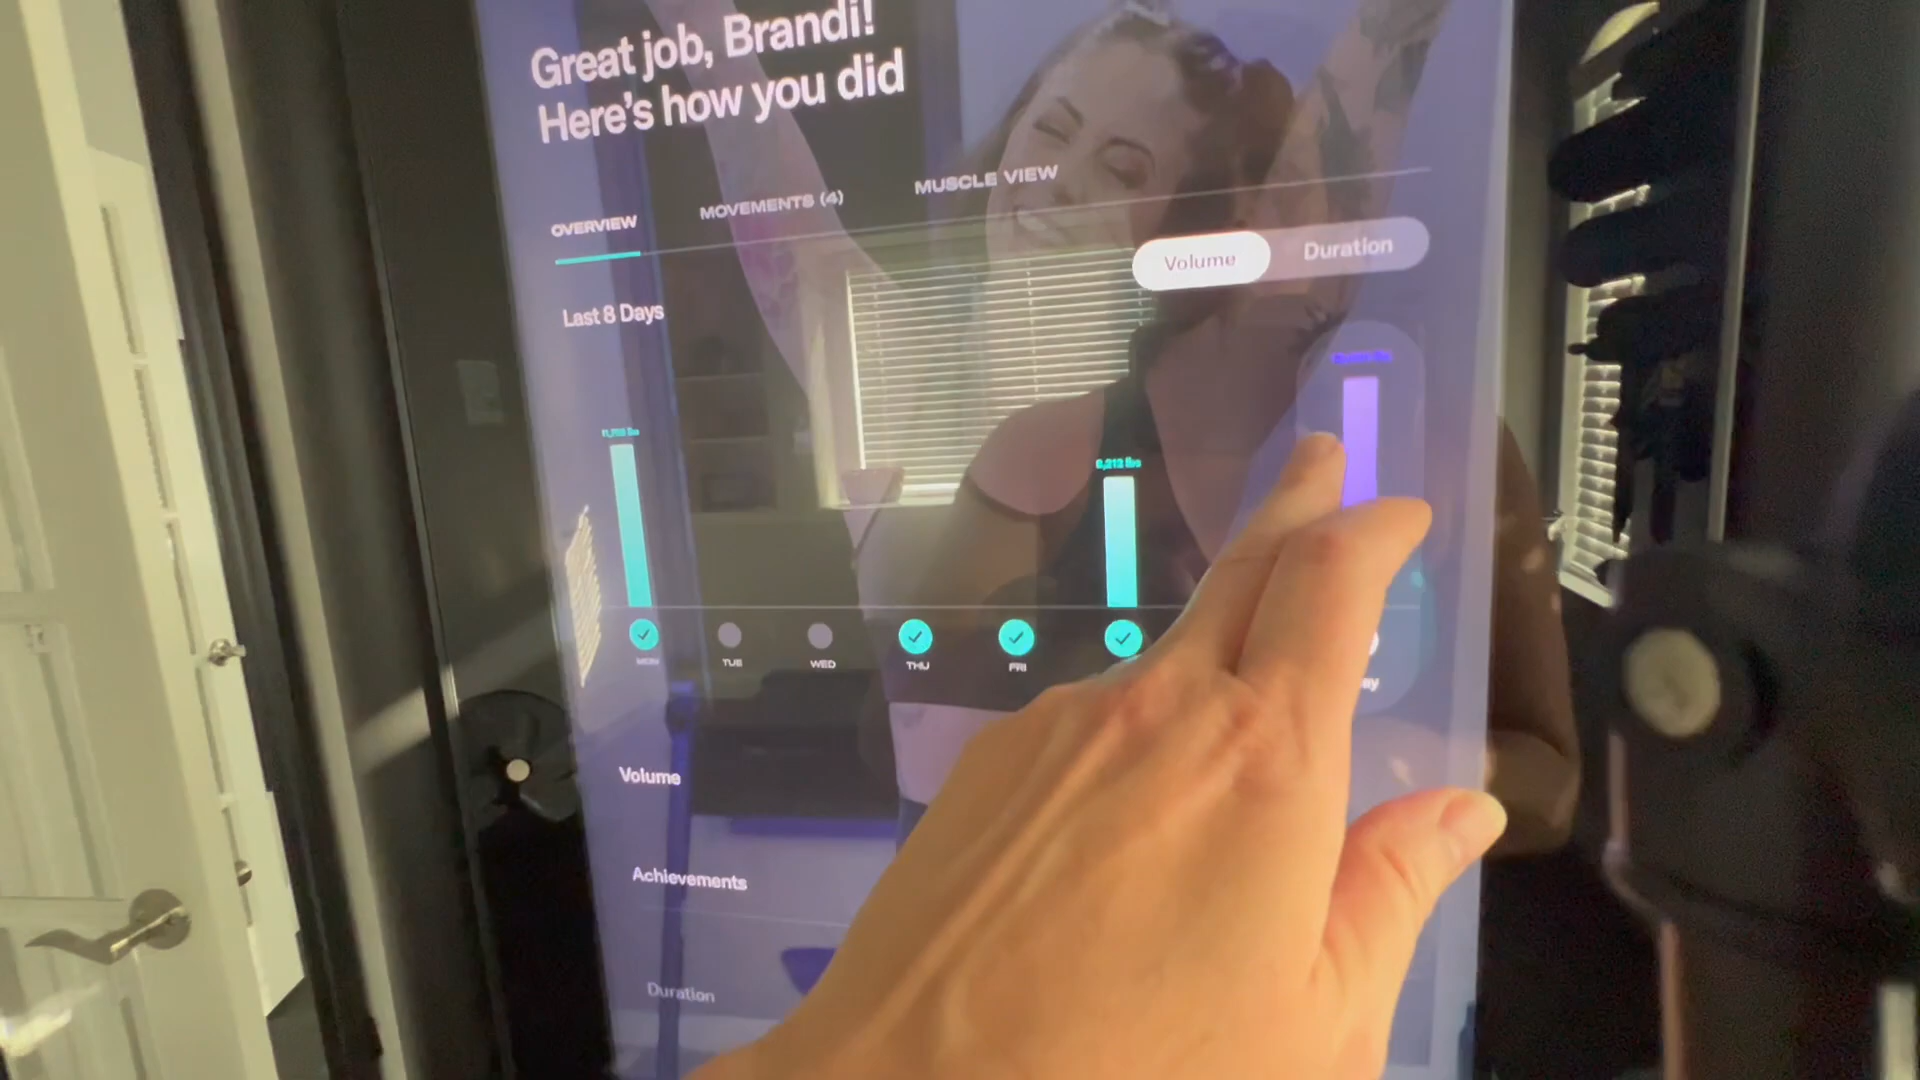 Great job, Brandi!
Here's how you did
OVERVIEW
MOVEMENTS (4)
MUSCLE VIEW
Volume
Duration
Last 8 Days
MON
TUE
WED
THU
FRI
Volume
Achievements
Duration